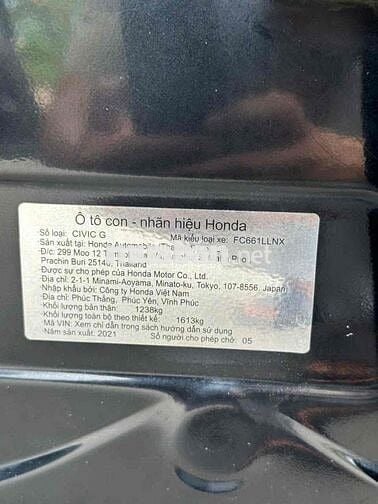 Ô tô con - nhãn hiệu Honda
Số loại: CIVIC G Mã kiểu loại xe: FC661LLNX
Sản xuất tại: Honda Automobile
Đ/c: 299 Moo 12
Prachin Buri 25140, Thailand
Được sự cho phép của Honda Motor Co., Ltd.
Địa chỉ: 2-1-1 Minami-Aoyama, Minato-ku, Tokyo, 107-8556, Japan
Nhập khẩu bởi: Công ty Honda Việt Nam
Địa chỉ: Phúc Thắng, Phúc Yên, Vĩnh Phúc
Khối lượng bản thân: 1238kg
Khối lượng toàn bộ theo thiết kế: 1613kg
Mã VIN: Xem chỉ dẫn trong sách hướng dẫn sử dụng
Năm sản xuất: 2021 Số người cho phép chở: 05